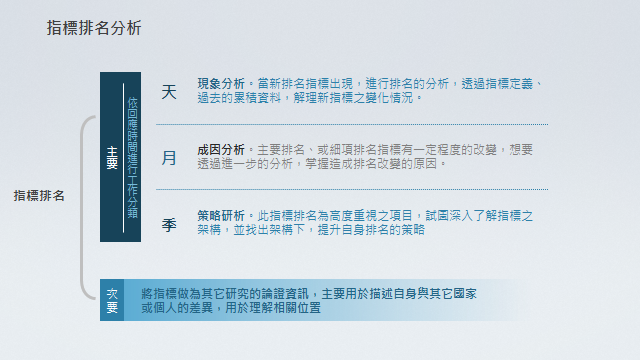 指標排名分析
指標排名
主要
依回應時間進行工作分類
天
現象分析。當新排名指標出現，進行排名的分析，透過指標定義、
過去的累積資料，解理新指標之變化情況。
月
成因分析。主要排名、或細項排名指標有一定程度的改變，想要
透過進一步的分析，掌握造成排名改變的原因。
季
策略研析。此指標排名為高度重視之項目，試圖深入了解指標之
架構，並找出架構下，提升自身排名的策略
次要
將指標做為其它研究的論證資訊，主要用於描述自身與其它國家
或個人的差異，用於理解相關位置